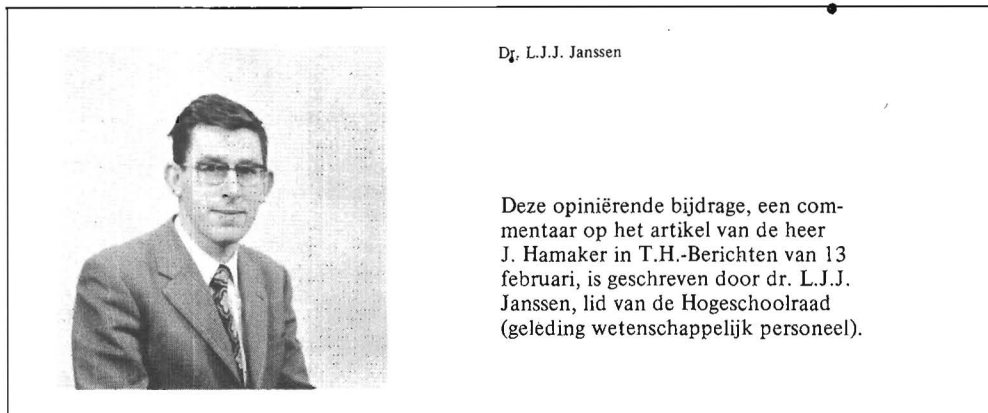 Dr. L.J.J. Janssen
Deze opiniërende bijdrage, een com-
mentaar op het artikel van de heer
J. Hamaker in T.H.-Berichten van 13
februari, is geschreven door dr. L.J.J.
Janssen, lid van de Hogeschoolraad
(geleding wetenschappelijk personeel).